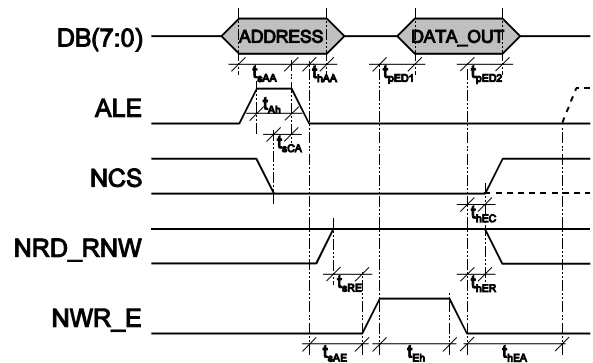 DB(7:0) ADDRESS DATA_OUT
tsAA thAA tpED1 tpED2
ALE
tAh
tsCA
NCS
thEC
NRD_RNW
tsRE thER
NWR_E
tsAE tEh thEA